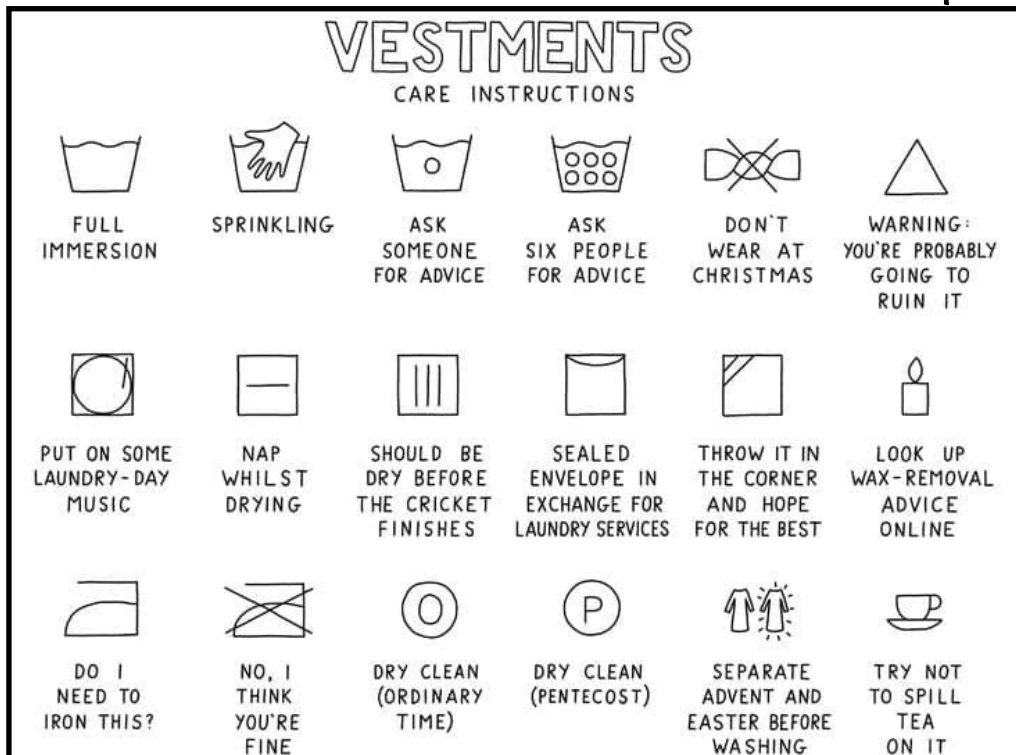 VESTMENTS
CARE INSTRUCTIONS
FULL
IMMERSION
SPRINKLING
ASK
SOMEONE
FOR ADVICE
ASK
SIX PEOPLE
FOR ADVICE
DON'T
WEAR AT
CHRISTMAS
WARNING:
YOU'RE PROBABLY
GOING TO
RUIN IT
PUT ON SOME
LAUNDRY-DAY
MUSIC
NAP
WHILST
DRYING
SHOULD BE
DRY BEFORE
THE CRICKET
FINISHES
SEALED
ENVELOPE IN
EXCHANGE FOR
LAUNDRY SERVICES
THROW IT IN
THE CORNER
AND HOPE
FOR THE BEST
LOOK UP
WAX-REMOVAL
ADVICE
ONLINE
DO I
NEED TO
IRON THIS?
NO, I
THINK
YOU'RE
FINE
O
DRY CLEAN
(ORDINARY
TIME)
P
DRY CLEAN
(PENTECOST)
SEPARATE
ADVENT AND
EASTER BEFORE
WASHING
TRY NOT
TO SPILL
TEA
ON IT